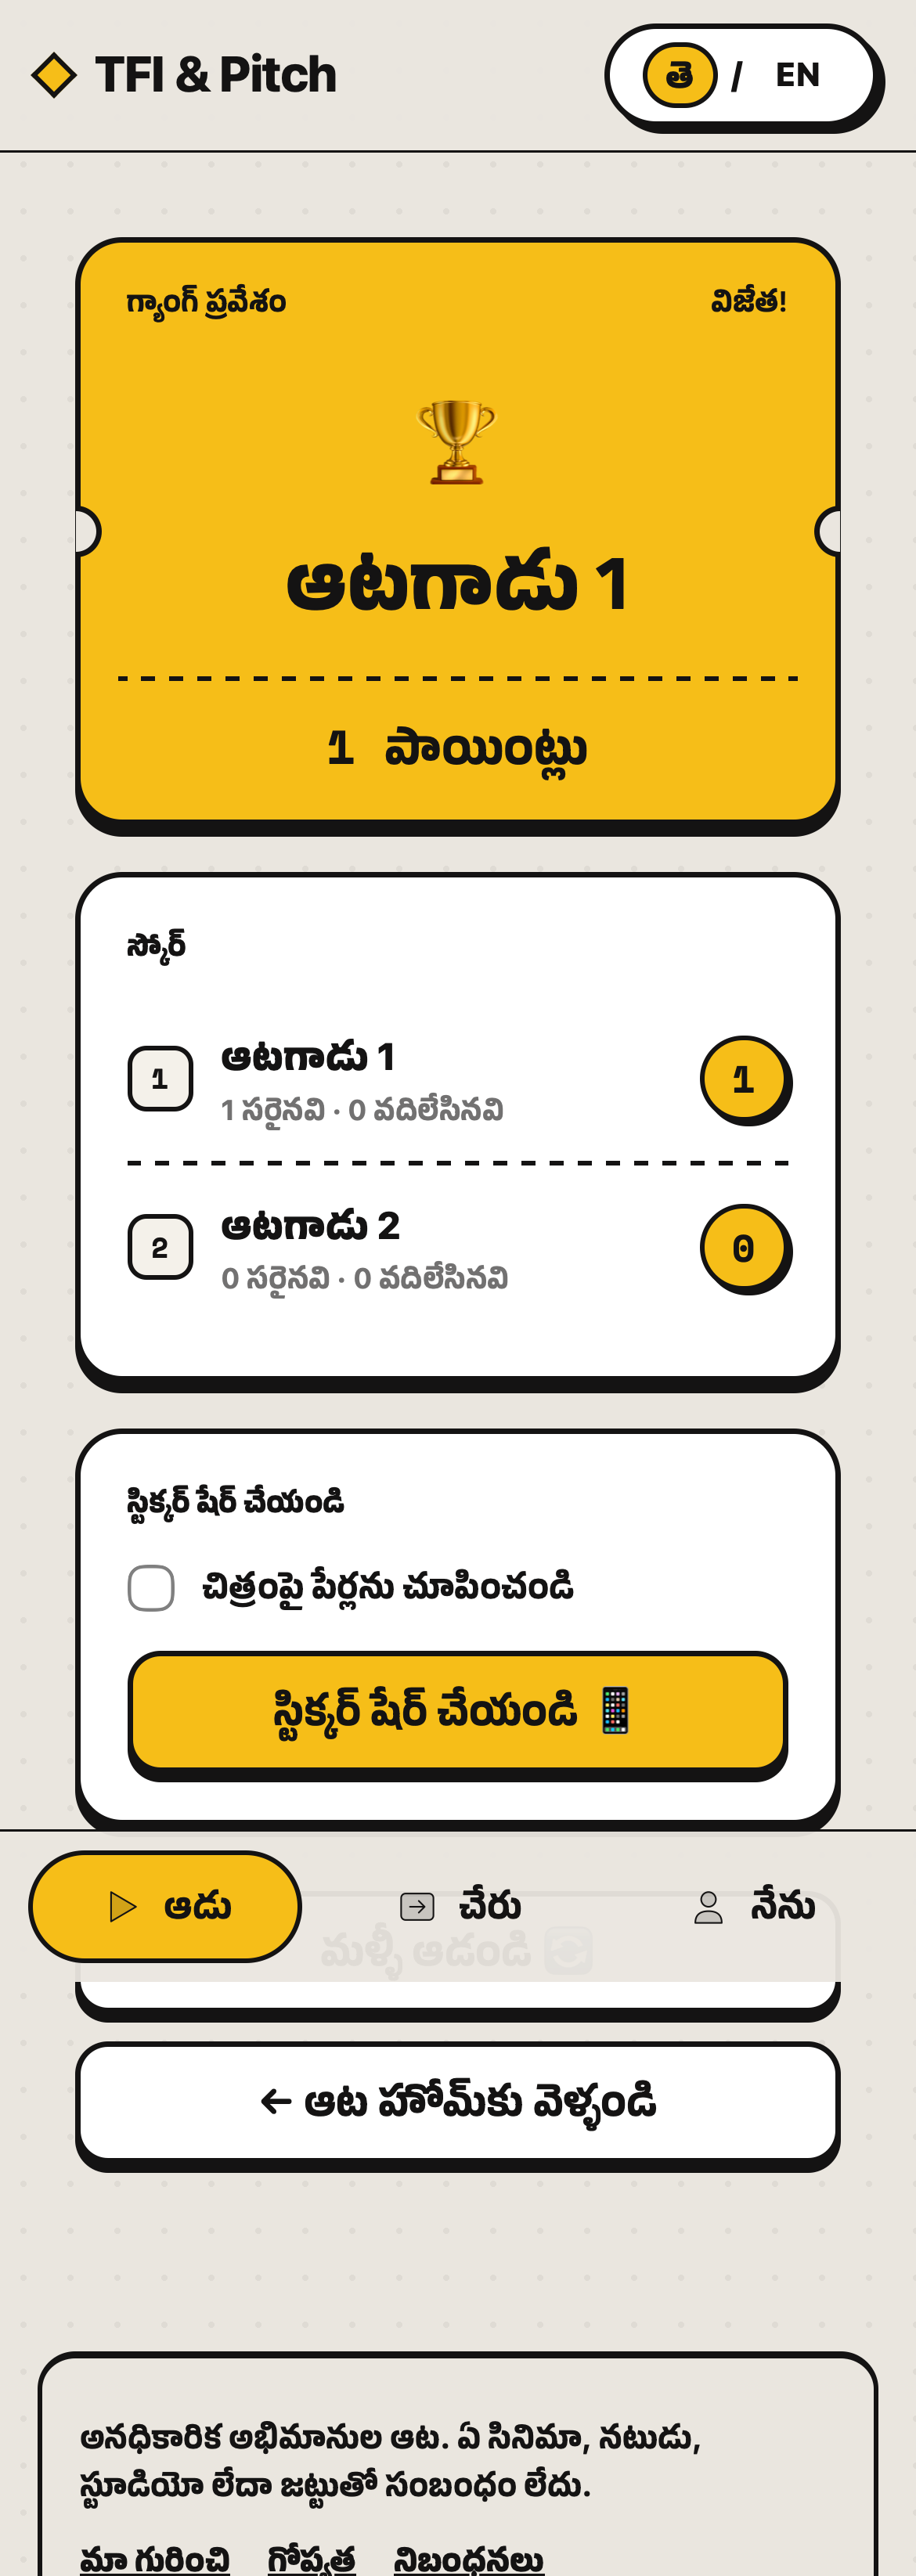 TFI & Pitch
తె / EN
గ్యాంగ్ ప్రవేశం
విజేత!
ఆటగాడు 1
1 పాయింట్లు
స్కోర్
1
ఆటగాడు 1
1 సరైనవి · 0 వదిలేసినవి
1
2
ఆటగాడు 2
0 సరైనవి · 0 వదిలేసినవి
0
స్టిక్కర్ షేర్ చేయండి
చిత్రంపై పేర్లను చూపించండి
స్టిక్కర్ షేర్ చేయండి
ఆడు
చేరు
నేను
మళ్ళీ ఆడండి
← ఆట హోమ్‌కు వెళ్ళండి
అనధికారిక అభిమానుల ఆట. ఏ సినిమా, నటుడు,
స్టూడియో లేదా జట్టుతో సంబంధం లేదు.
మా గురించి గోప్యత నిబంధనలు